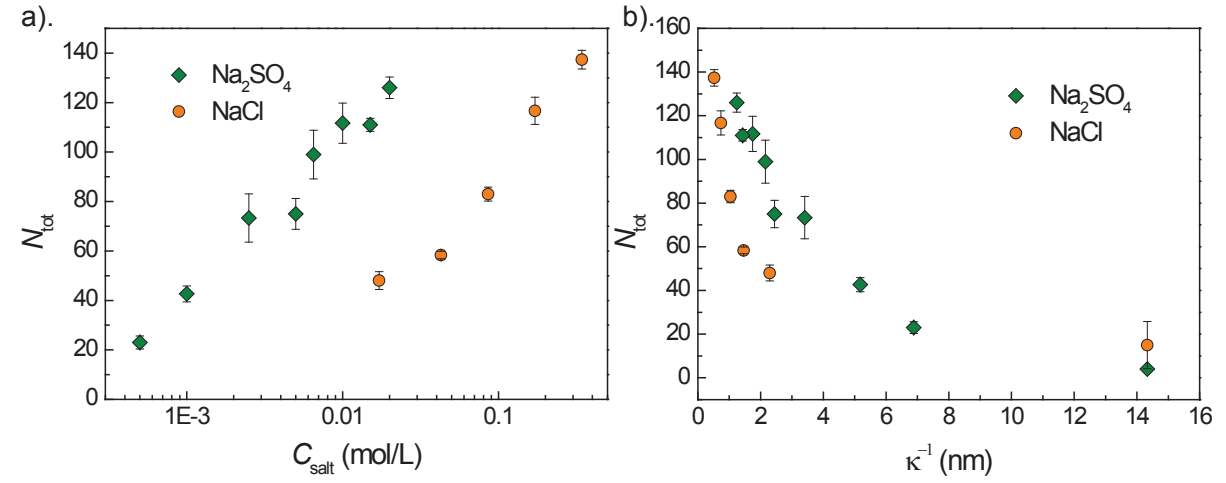 a).
140
120
100
80
60
40
20
0
N_tot
Na₂SO₄
NaCl
1E-3 0.01 0.1
C_salt (mol/L)
b).
160
140
120
100
80
60
40
20
0
N_tot
Na₂SO₄
NaCl
0 2 4 6 8 10 12 14 16
κ⁻¹ (nm)